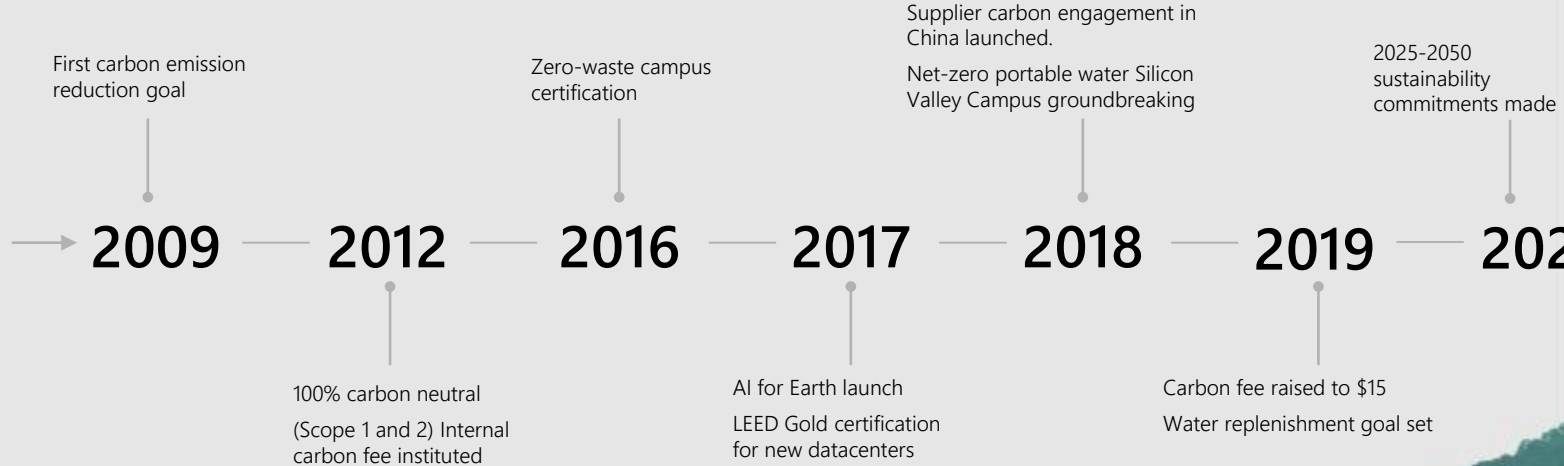 Supplier carbon engagement in
China launched.
Net-zero portable water Silicon
Valley Campus groundbreaking
First carbon emission
reduction goal
Zero-waste campus
certification
2025-2050
sustainability
commitments made
2009
2012
2016
2017
2018
2019
202
100% carbon neutral
(Scope 1 and 2) Internal
carbon fee instituted
AI for Earth launch
LEED Gold certification
for new datacenters
Carbon fee raised to $15
Water replenishment goal set